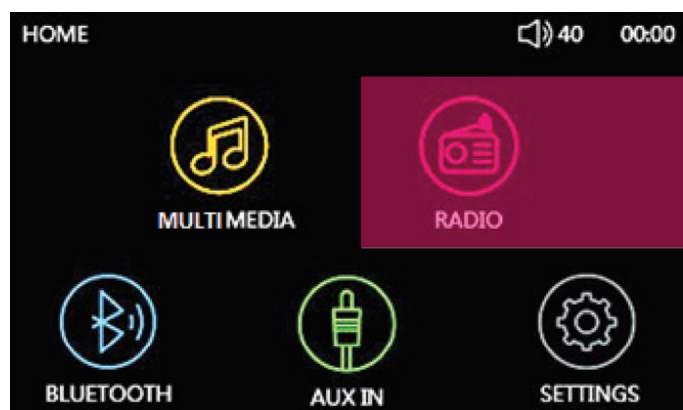 HOME 40 00:00
MULTI MEDIA RADIO
BLUETOOTH AUX IN SETTINGS